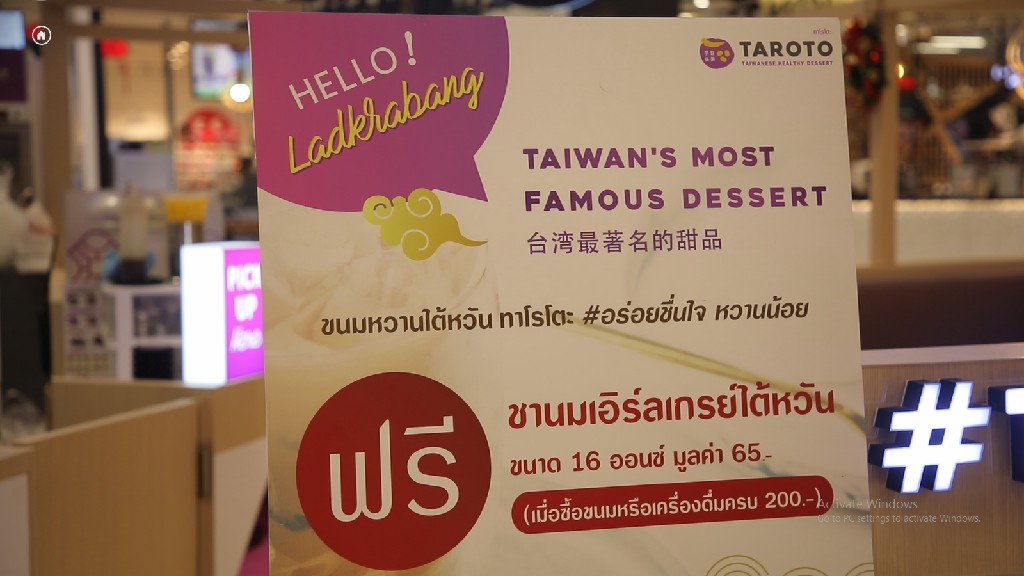 HELLO!
Ladkrabang
TAROTO
TAIWANESE HEALTHY DESSERT
TAIWAN'S MOST
FAMOUS DESSERT
台湾最著名的甜品
ขนมหวานไต้หวัน ทาโรโตะ #อร่อยชื่นใจ หวานน้อย
ฟรี
ชานมเอิร์ลเกรย์ไต้หวัน
ขนาด 16 ออนซ์ มูลค่า 65.-
(เมื่อซื้อขนมหรือเครื่องดื่มครบ 200.-)
PICK
UP
#T
Activate Windows
Go to PC settings to activate Windows.